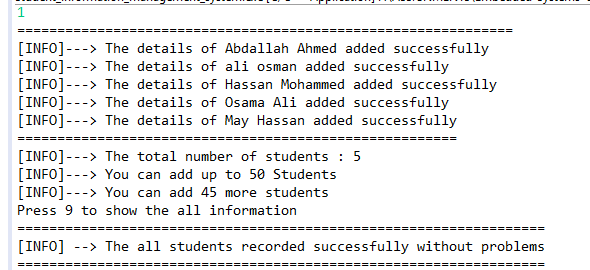 1
==============================================================
[INFO]---> The details of Abdallah Ahmed added successfully
[INFO]---> The details of ali osman added successfully
[INFO]---> The details of Hassan Mohammed added successfully
[INFO]---> The details of Osama Ali added successfully
[INFO]---> The details of May Hassan added successfully
=======================================================
[INFO]---> The total number of students : 5
[INFO]---> You can add up to 50 Students
[INFO]---> You can add 45 more students
Press 9 to show the all information
==================================================================
[INFO] --> The all students recorded successfully without problems
==================================================================